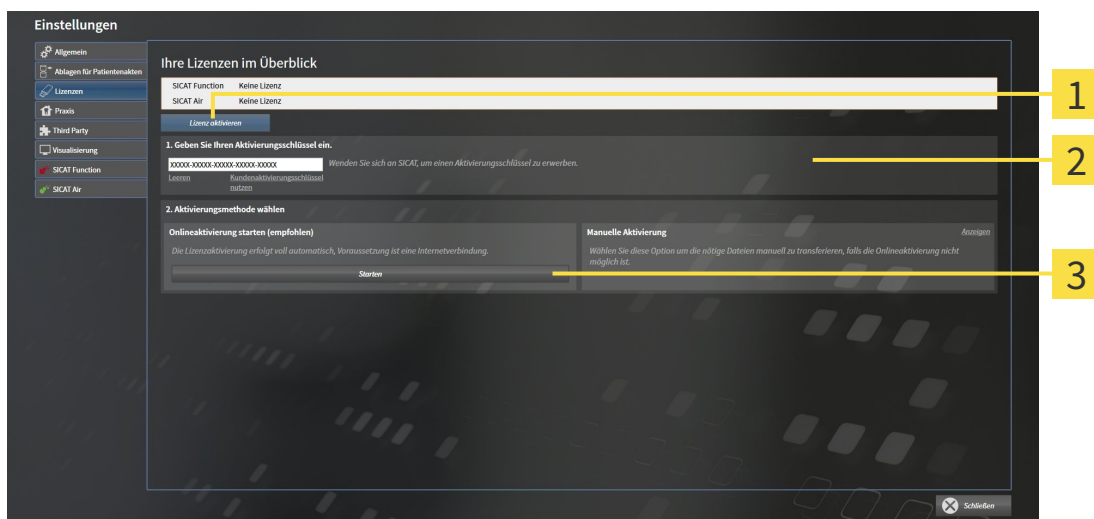 Einstellungen
Allgemein
Ablagen für Patientenakten
Lizenzen
Praxis
Third Party
Visualisierung
SICAT Function
SICAT Air
Ihre Lizenzen im Überblick
SICAT Function Keine Lizenz
SICAT Air Keine Lizenz
Lizenz aktivieren
1. Geben Sie Ihren Aktivierungsschlüssel ein.
XXXXX-XXXXX-XXXXX-XXXXX-XXXXX
Wenden Sie sich an SICAT, um einen Aktivierungsschlüssel zu erwerben.
Leeren
Kundenaktivierungsschlüssel
nutzen
2. Aktivierungsmethode wählen
Onlineaktivierung starten (empfohlen)
Die Lizenzaktivierung erfolgt voll automatisch, Voraussetzung ist eine Internetverbindung.
Starten
Manuelle Aktivierung
Anzeigen
Wählen Sie diese Option um die nötige Dateien manuell zu transferieren, falls die Onlineaktivierung nicht
möglich ist.
Schließen
1
2
3